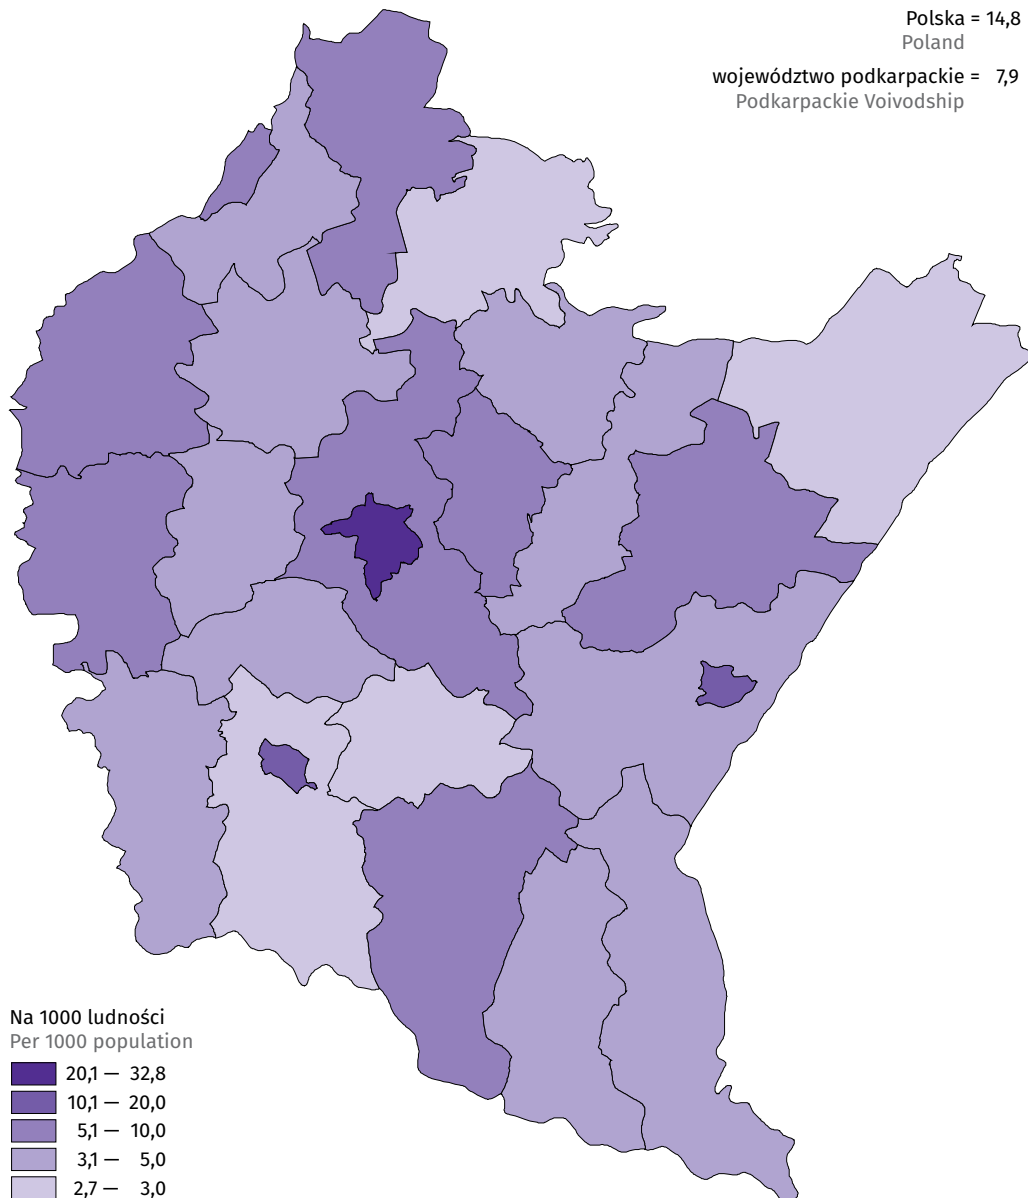 Polska = 14,8
Poland
województwo podkarpackie = 7,9
Podkarpackie Voivodship
Na 1000 ludności
Per 1000 population
20,1 — 32,8
10,1 — 20,0
5,1 — 10,0
3,1 — 5,0
2,7 — 3,0